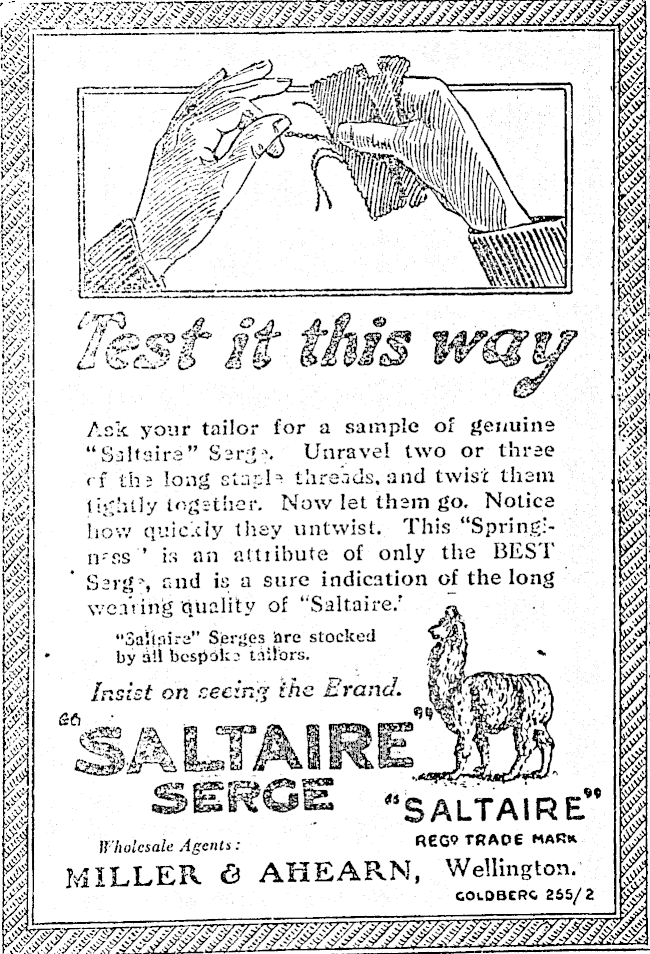 Test it this way
Ask your tailor for a sample of genuine
"Saltaire" Serge. Unravel two or three
of the long staple threads, and twist them
tightly together. Now let them go. Notice
how quickly they untwist. This "Springi-
ness" is an attribute of only the BEST
Serge, and is a sure indication of the long
wearing quality of "Saltaire."
"Saltaire" Serges are stocked
by all bespoke tailors.
Insist on seeing the Brand.
"SALTAIRE"
SERGE
"SALTAIRE"
REGD TRADE MARK
Wholesale Agents:
MILLER & AHEARN, Wellington.
GOLDBERG 255/2